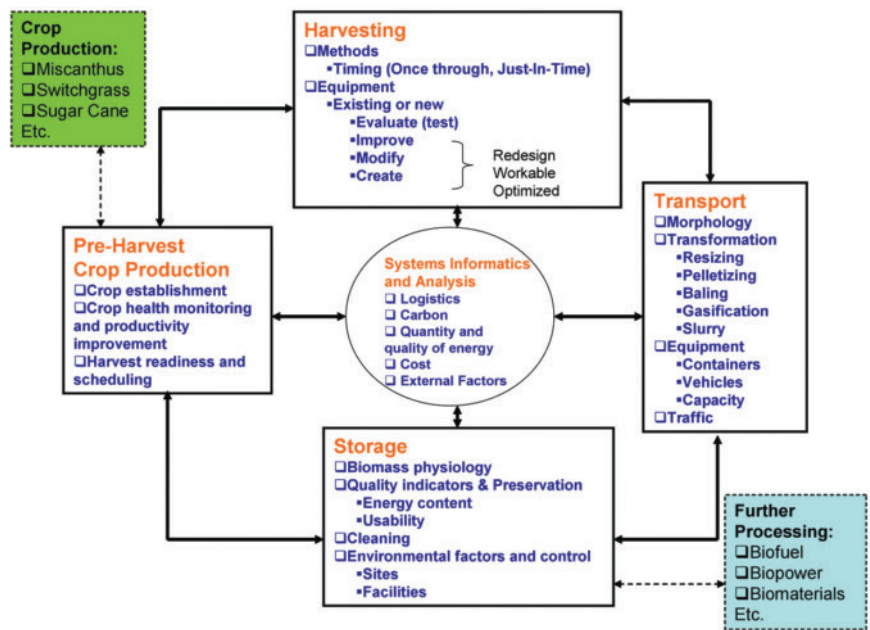 Crop
Production:
❑Miscanthus
❑Switchgrass
❑Sugar Cane
Etc.
Harvesting
❑Methods
▪Timing (Once through, Just-In-Time)
❑Equipment
▪Existing or new
▪Evaluate (test)
▪Improve
▪Modify
▪Create
Redesign
Workable
Optimized
Pre-Harvest
Crop Production
❑Crop establishment
❑Crop health monitoring
and productivity
improvement
❑Harvest readiness and
scheduling
Systems Informatics
and Analysis
❑ Logistics
❑ Carbon
❑ Quantity and
quality of energy
❑ Cost
❑ External Factors
Transport
❑Morphology
❑Transformation
▪Resizing
▪Pelletizing
▪Baling
▪Gasification
▪Slurry
❑Equipment
▪Containers
▪Vehicles
▪Capacity
❑Traffic
Storage
❑Biomass physiology
❑Quality indicators & Preservation
▪Energy content
▪Usability
❑Cleaning
❑Environmental factors and control
▪Sites
▪Facilities
Further
Processing:
❑Biofuel
❑Biopower
❑Biomaterials
Etc.